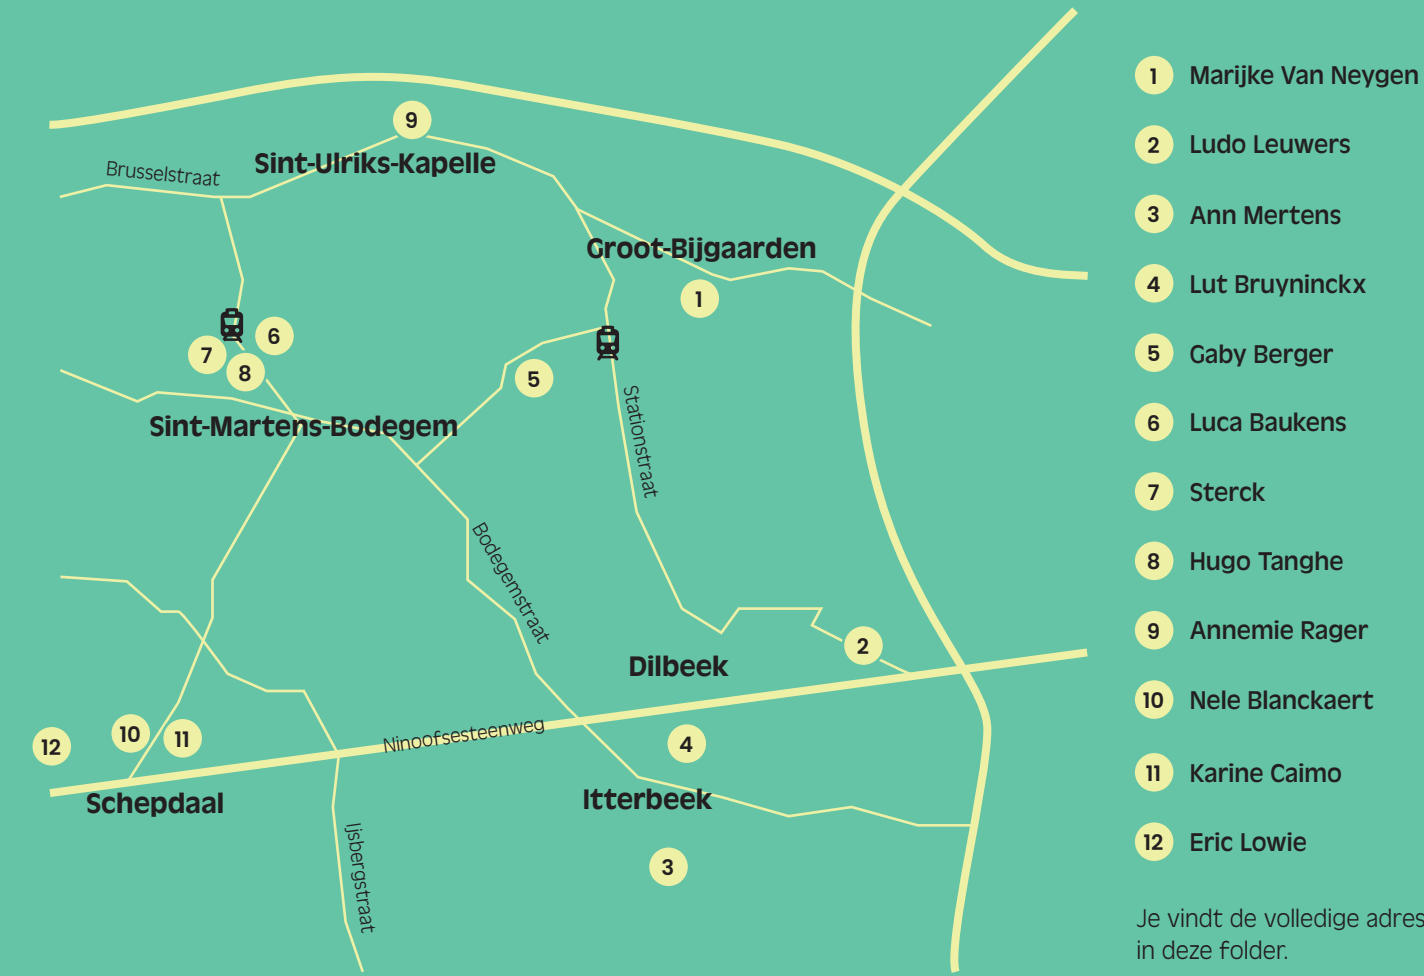 9
Sint-Ulriks-Kapelle
Brusselstraat
Groot-Bijgaarden
1
6
7
8
5
Sint-Martens-Bodegem
Stationstraat
Bodegemstraat
2
Dilbeek
Ninoofsesteenweg
4
10
11
12
Schepdaal
Itterbeek
Ijsbergstraat
3
1 Marijke Van Neygen
2 Ludo Leuwers
3 Ann Mertens
4 Lut Bruyninckx
5 Gaby Berger
6 Luca Baukens
7 Sterck
8 Hugo Tanghe
9 Annemie Rager
10 Nele Blanckaert
11 Karine Caimo
12 Eric Lowie
Je vindt de volledige adres
in deze folder.